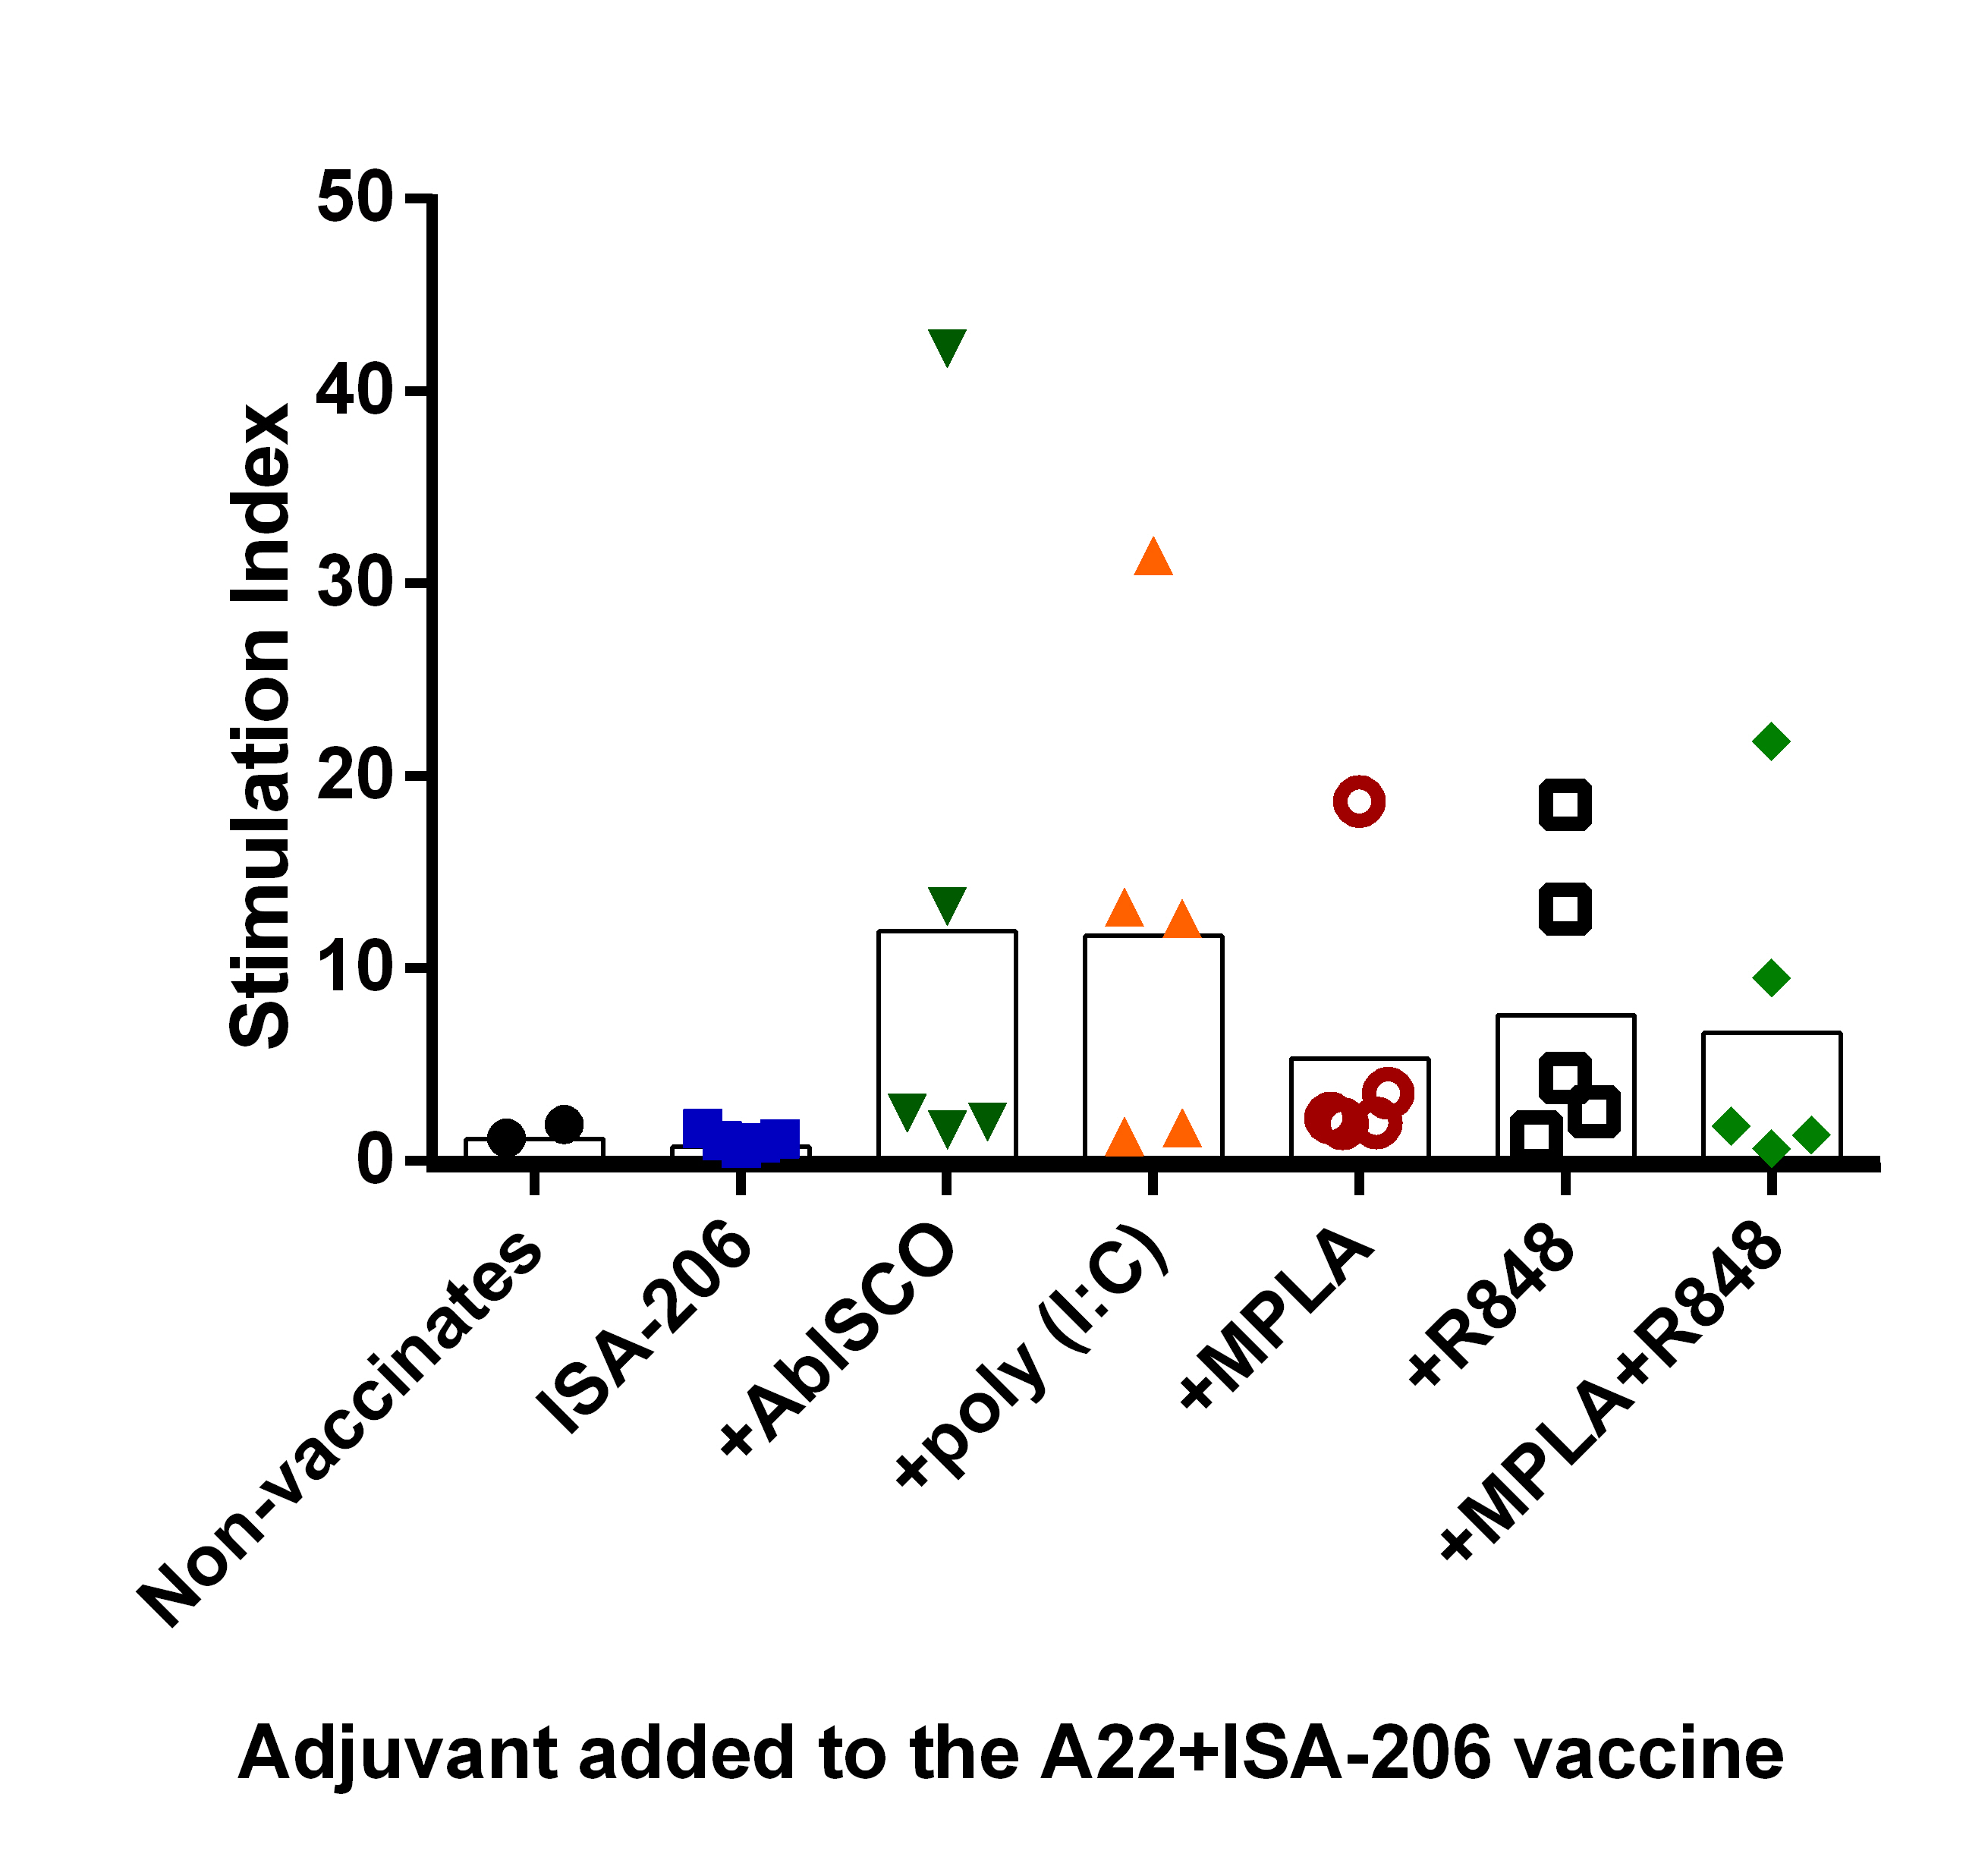 50
40
30
20
10
0
Stimulation Index
Non-vaccinates
ISA-206
+AbISCO
+poly (I:C)
+MPLA
+R848
+MPLA+R848
Adjuvant added to the A22+ISA-206 vaccine